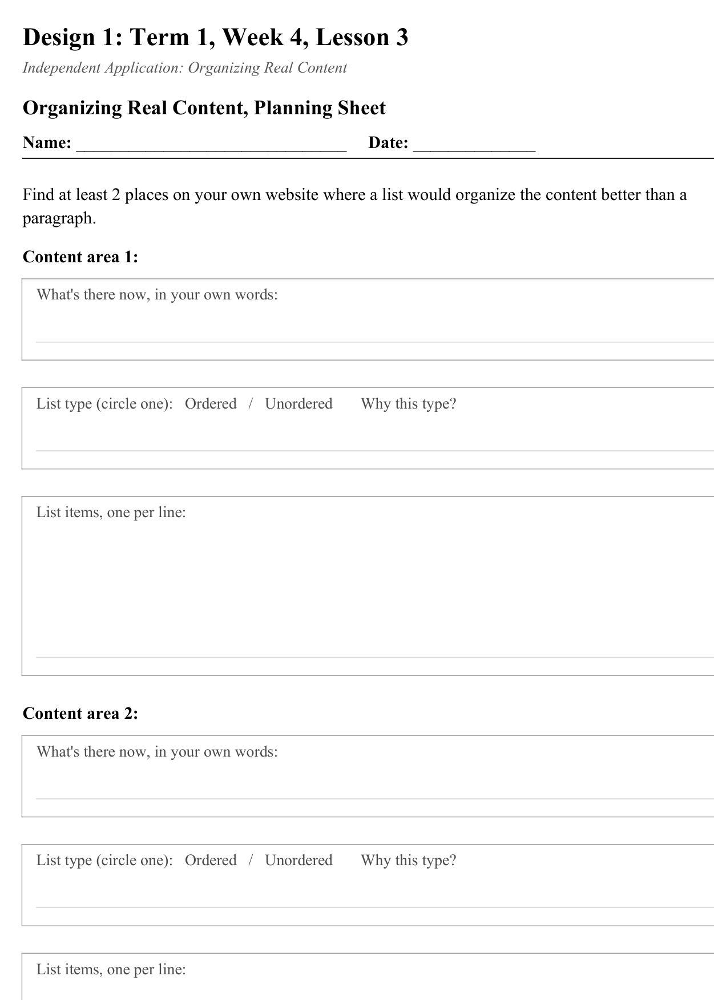 Design 1: Term 1, Week 4, Lesson 3
Independent Application: Organizing Real Content
Organizing Real Content, Planning Sheet
Name: _______________________________ Date: ______________
Find at least 2 places on your own website where a list would organize the content better than a
paragraph.
Content area 1:
What's there now, in your own words:
List type (circle one): Ordered / Unordered Why this type?
List items, one per line:
Content area 2:
What's there now, in your own words:
List type (circle one): Ordered / Unordered Why this type?
List items, one per line: